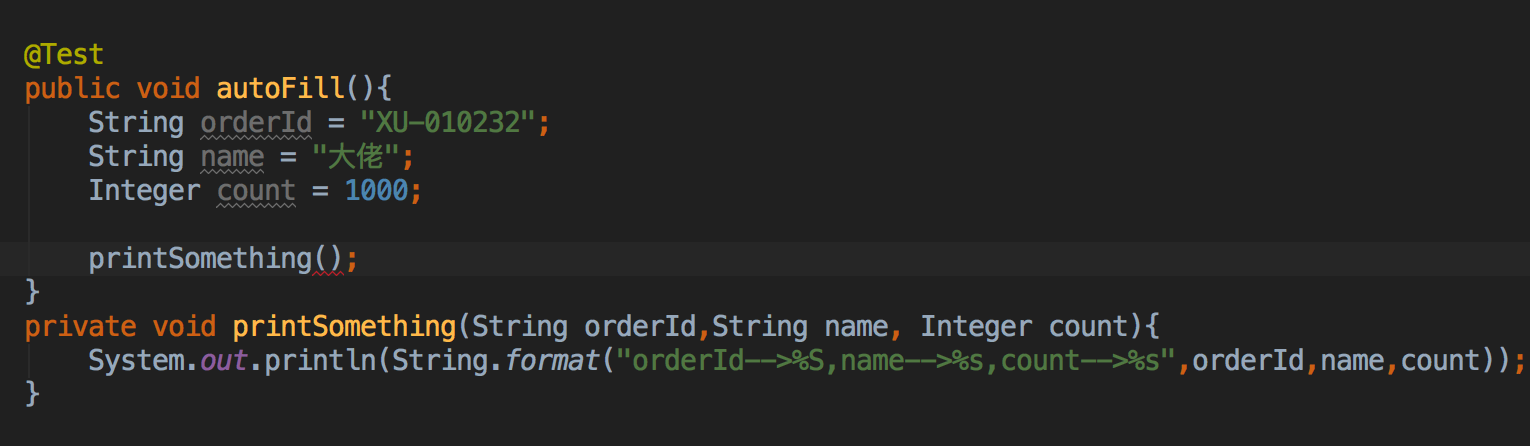 @Test
public void autoFill(){
String orderId = "XU-010232";
String name = "大佬";
Integer count = 1000;
printSomething();
}
private void printSomething(String orderId,String name, Integer count){
System.out.println(String.format("orderId-->%S,name-->%s,count-->%s",orderId,name,count));
}